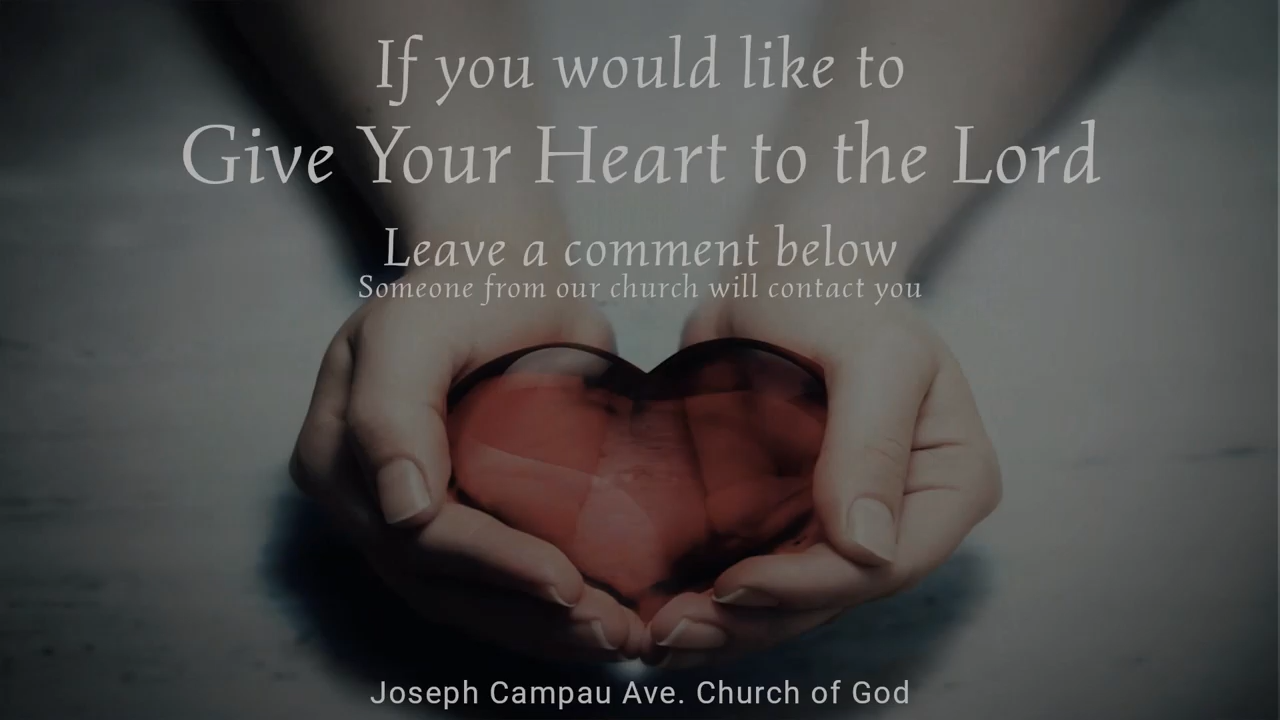 If you would like to
Give Your Heart to the Lord
Leave a comment below
Someone from our church will contact you
Joseph Campau Ave. Church of God